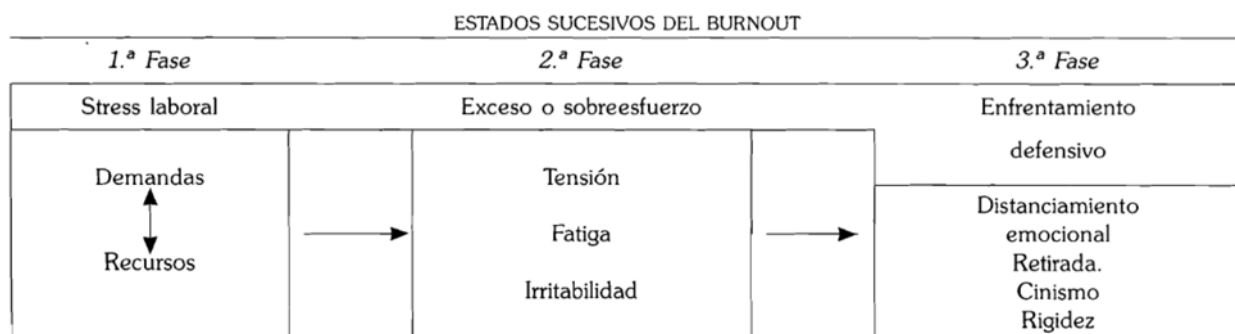 ESTADOS SUCESIVOS DEL BURNOUT
1.ª Fase 2.ª Fase 3.ª Fase
Stress laboral Exceso o sobreesfuerzo Enfrentamiento
defensivo
Demandas Tensión
Distanciamiento
emocional
Recursos Fatiga Retirada.
Irritabilidad Cinismo
Rigidez